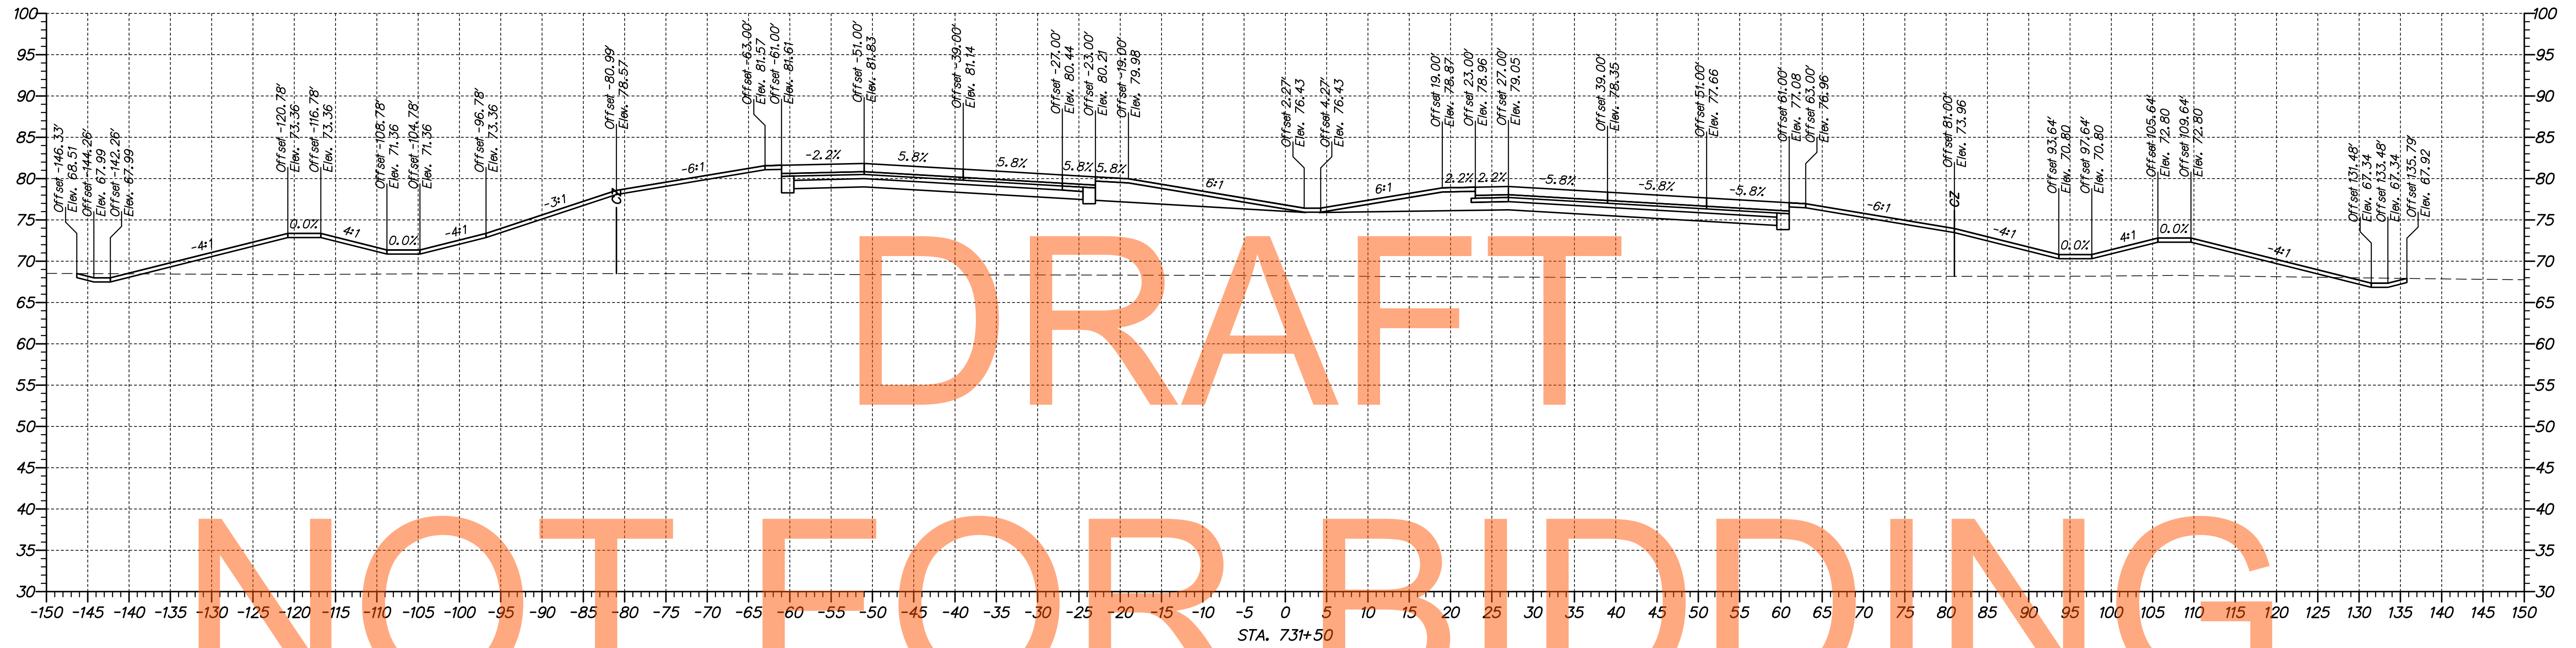 Offset -146.33'
Elev. 68.51
Offset -144.26'
Elev. 67.99
Offset -142.26'
Elev. 67.99
Offset -120.78'
Elev. 73.36
Offset -116.78'
Elev. 73.36
Offset -108.78'
Elev. 71.36
Offset -104.78'
Elev. 71.36
Offset -96.78'
Elev. 73.36
Offset -80.99'
Elev. 78.57
Offset -63.00'
Elev. 81.57
Offset -61.00'
Elev. 81.61
Offset -51.00'
Elev. 81.83
Offset -39.00'
Elev. 81.14
Offset -27.00'
Elev. 80.44
Offset -23.00'
Elev. 80.21
Offset -19.00'
Elev. 79.98
Offset 2.27'
Elev. 76.43
Offset 4.27'
Elev. 76.43
Offset 19.00'
Elev. 78.87
Offset 23.00'
Elev. 78.96
Offset 27.00'
Elev. 79.05
Offset 39.00'
Elev. 78.35
Offset 51.00'
Elev. 77.66
Offset 61.00'
Elev. 77.08
Offset 63.00'
Elev. 76.96
Offset 81.00'
Elev. 73.96
Offset 93.64'
Elev. 70.80
Offset 97.64'
Elev. 70.80
Offset 105.64'
Elev. 72.80
Offset 109.64'
Elev. 72.80
Offset 131.48'
Elev. 67.34
Offset 133.48'
Elev. 67.34
Offset 135.79'
Elev. 67.92
-4:1
0.0%
4:1
0.0%
-4:1
-3:1
CZ
-6:1
-2.2%
5.8%
5.8%
5.8%
5.8%
6:1
6:1
2.2%
2.2%
-5.8%
-5.8%
-5.8%
-6:1
CZ
-4:1
0.0%
4:1
0.0%
-4:1
100
95
90
85
80
75
70
65
60
55
50
45
40
35
30
100
95
90
85
80
75
70
65
60
55
50
45
40
35
30
-150 -145 -140 -135 -130 -125 -120 -115 -110 -105 -100 -95 -90 -85 -80 -75 -70 -65 -60 -55 -50 -45 -40 -35 -30 -25 -20 -15 -10 -5 0 5 10 15 20 25 30 35 40 45 50 55 60 65 70 75 80 85 90 95 100 105 110 115 120 125 130 135 140 145 150
STA. 731+50
DRAFT
NOT FOR BIDDING